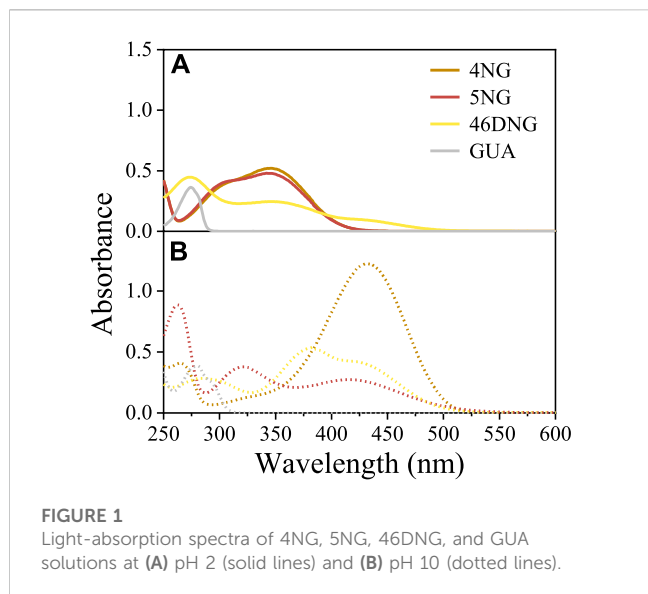 1.5
A
4NG
5NG
46DNG
GUA
1.0
0.5
0.0
B
1.0
0.5
0.0
Absorbance
250 300 350 400 450 500 550 600
Wavelength (nm)
FIGURE 1
Light-absorption spectra of 4NG, 5NG, 46DNG, and GUA
solutions at (A) pH 2 (solid lines) and (B) pH 10 (dotted lines).